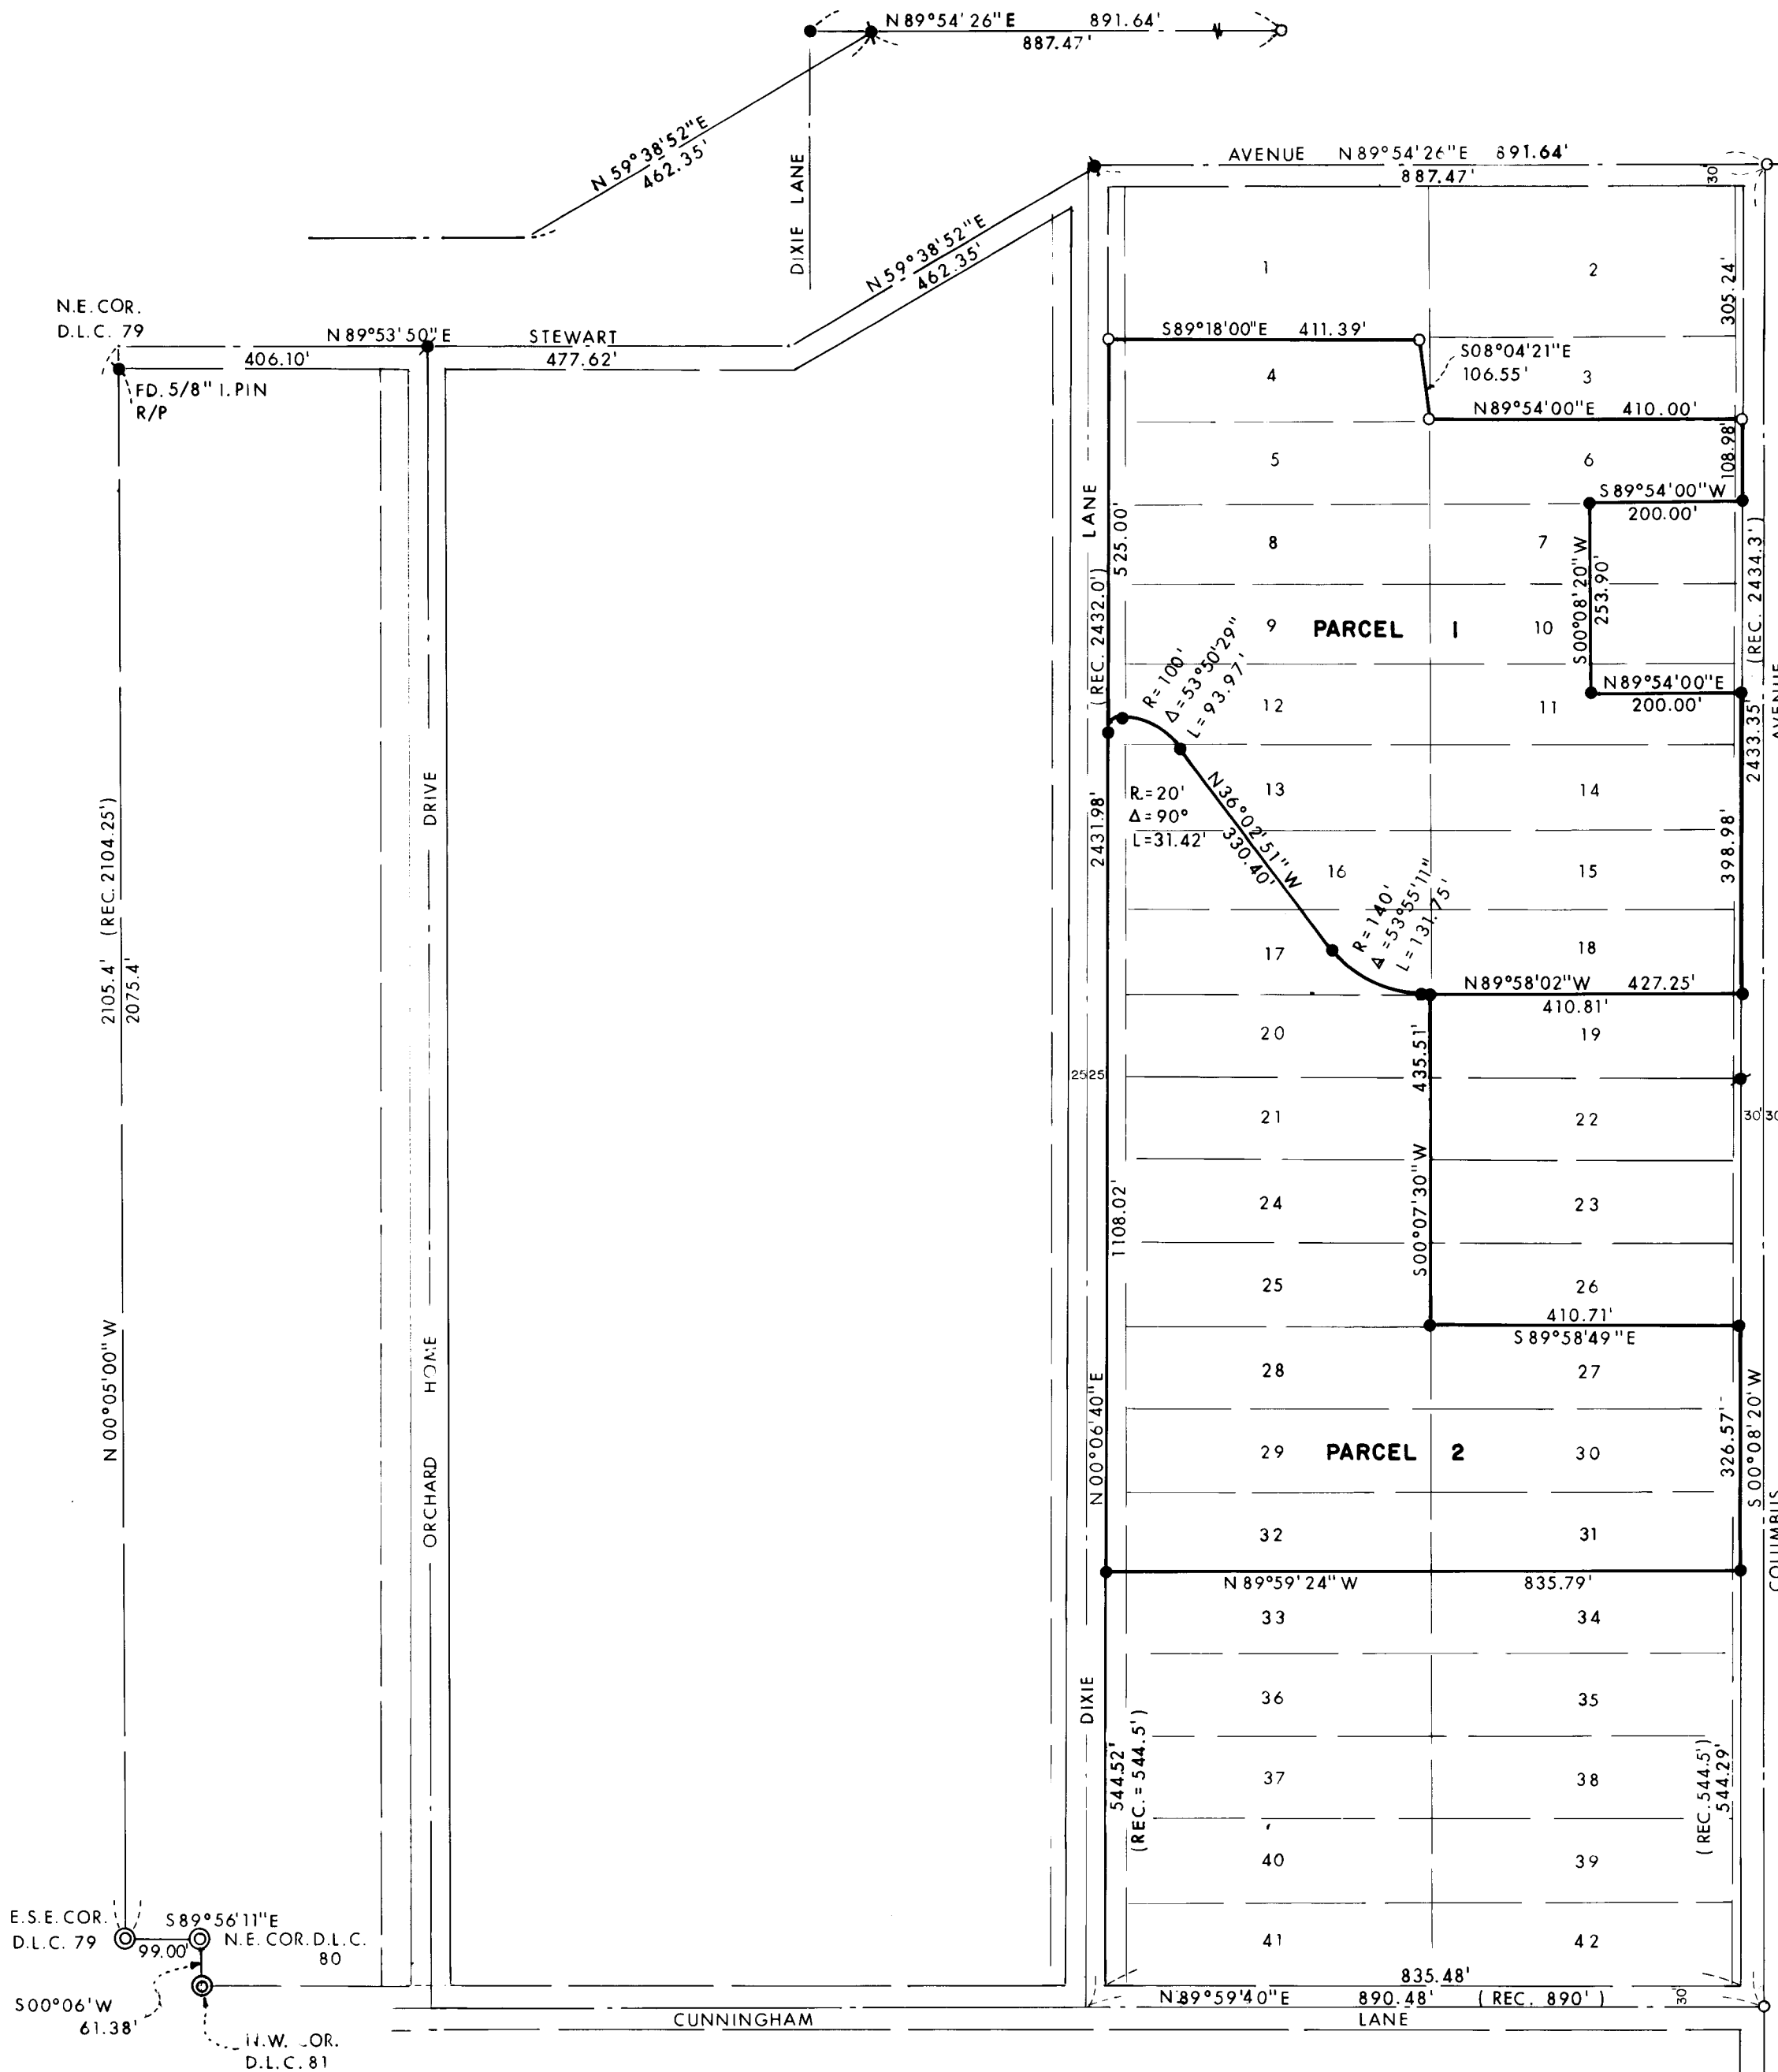 N 89°54'26"E 891.64'
887.47'
N 59°38'52"E
462.35'
DIXIE LANE
AVENUE N89°54'26"E 891.64'
887.47'
30'
N 59°38'52"E
462.35'
1
2
305.24'
N.E. COR.
D.L.C. 79
N 89°53'50"E STEWART
406.10'
477.62'
FD. 5/8" I. PIN
R/P
S89°18'00"E 411.39'
S08°04'21"E
106.55'
4
3
N89°54'00"E 410.00'
108.98'
5
6
S 89°54'00"W
200.00'
LANE
525.00'
(REC. 2432.0')
8
7
S 00°08'20"W
253.90'
(REC. 2434.3')
9
PARCEL 1
10
R=100'
Δ=53°50'29"
L=93.97'
N89°54'00"E
200.00'
12
11
2433.35'
AVENUE
DRIVE
2105.4' (REC. 2104.25')
2075.4'
2431.98'
R.=20'
Δ=90°
L=31.42'
13
14
N36°02'51"W
330.40'
398.98'
16
15
R=140'
Δ=53°55'11"
L=131.75'
17
18
N89°58'02"W 427.25'
410.81'
20
19
25 25
435.51'
21
22
30' 30
1108.02'
24
23
S00°07'30"W
25
26
410.71'
S 89°58'49"E
N 00°05'00" W
ORCHARD HOME
N 00°06'40"E
28
27
29
PARCEL 2
30
326.57'
S 00°08'20"W
COLUMBUS
32
31
N 89°59'24"W 835.79'
33
34
DIXIE
36
35
544.52'
(REC. = 544.5')
37
38
(REC. 544.5')
544.29'
40
39
E.S.E. COR.
D.L.C. 79
S89°56'11"E
99.00'
N.E. COR. D.L.C.
80
41
42
835.48'
S00°06'W
61.38'
N 89°59'40"E 890.48' (REC. 890')
30'
CUNNINGHAM LANE
N.W. COR.
D.L.C. 81